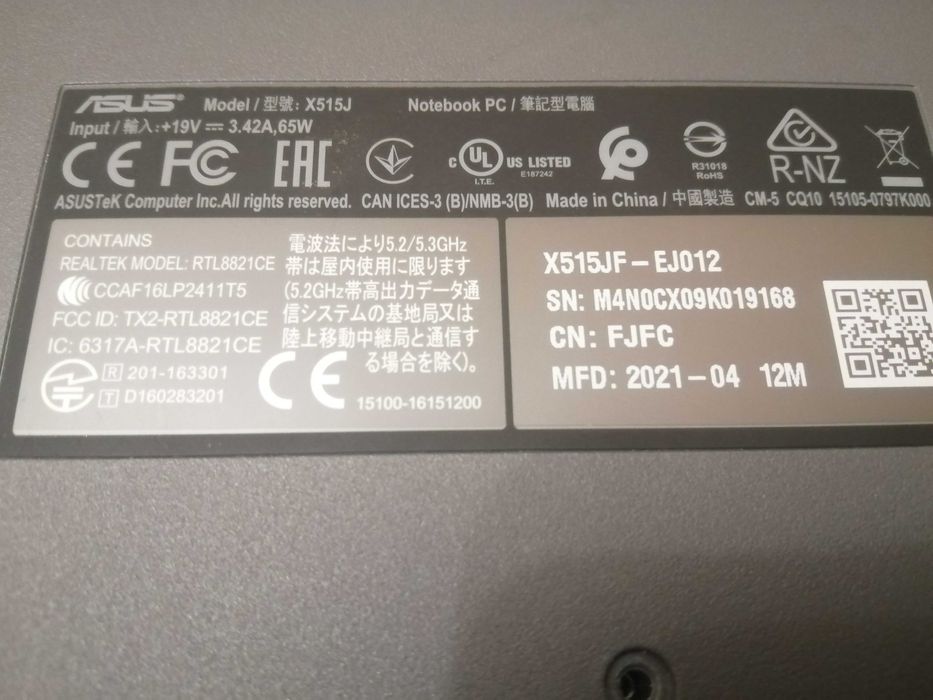 ASUS Model / 型號: X515J Notebook PC / 筆記型電腦
Input / 輸入: +19V ⎓ 3.42A, 65W
CE FC EAC c UL US LISTED R-NZ
I.T.E. E187242 R31018
RoHS
ASUSTeK Computer Inc.All rights reserved. CAN ICES-3 (B)/NMB-3(B) Made in China / 中國製造 CM-5 CQ10 15105-0797K000
CONTAINS
REALTEK MODEL: RTL8821CE
CCAF16LP2411T5
FCC ID: TX2-RTL8821CE
IC: 6317A-RTL8821CE
R 201-163301
T D160283201
電波法により5.2/5.3GHz
帯は屋内使用に限ります
(5.2GHz帯高出力データ通
信システムの基地局又は
陸上移動中継局と通信す
る場合を除く)。
CE
15100-16151200
X515JF-EJ012
SN: M4N0CX09K019168
CN: FJFC
MFD: 2021-04 12M